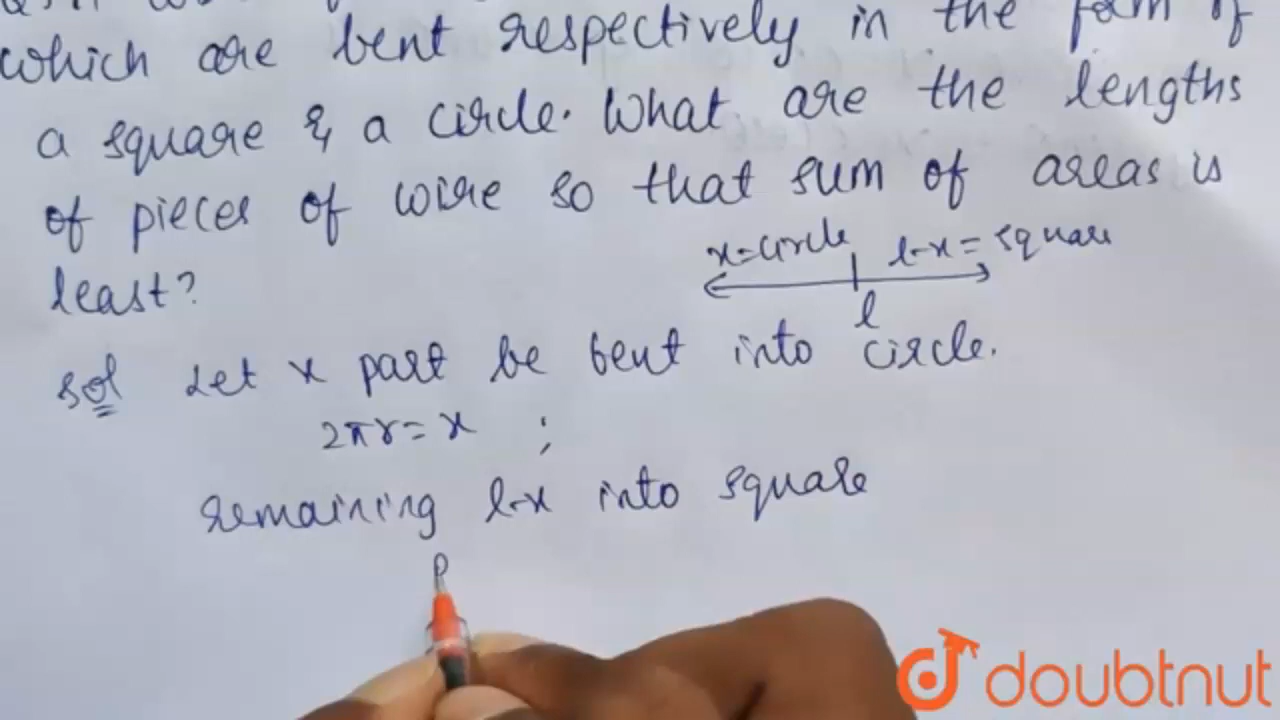 which are bent respectively in the form of
a square & a circle. What are the lengths
of pieces of wire so that sum of areas is
least?
x=circle l-x= square
l
sol Let x part be bent into circle.
2πr=x ;
remaining l-x into square
P
doubtnut